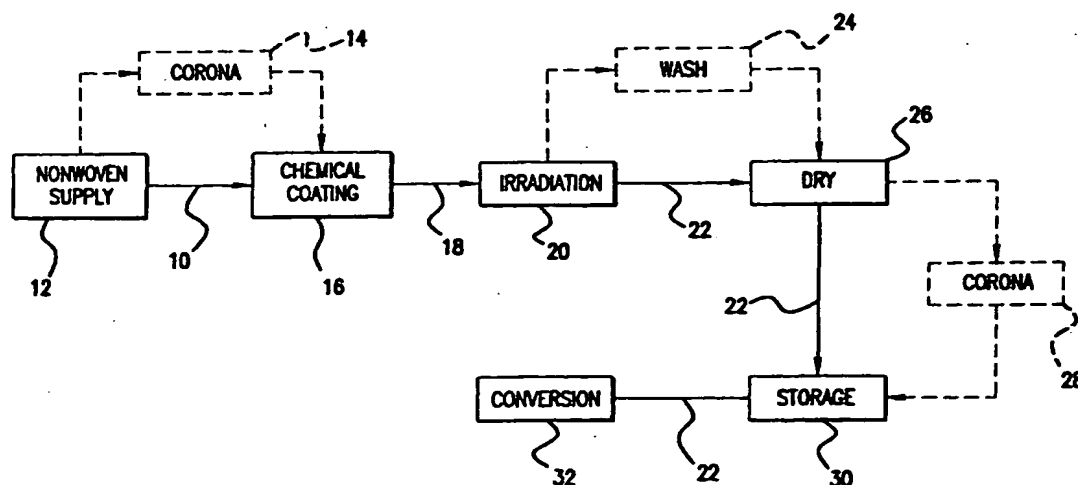 14
24
CORONA
WASH
26
NONWOVEN
SUPPLY
CHEMICAL
COATING
IRRADIATION
DRY
12
10
16
18
20
22
CORONA
22
28
CONVERSION
STORAGE
32
22
30